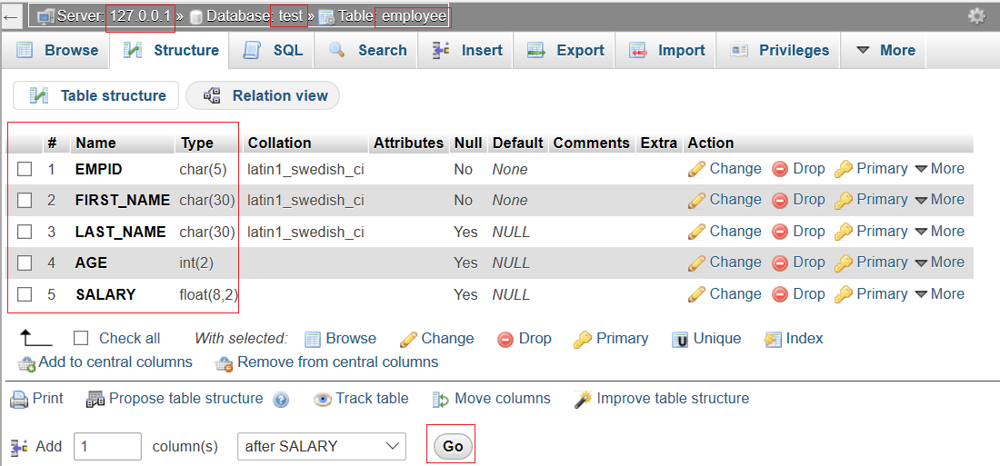 Server: 127.0.0.1 » Database: test » Table: employee
Browse Structure SQL Search Insert Export Import Privileges More
Table structure Relation view
# Name Type Collation Attributes Null Default Comments Extra Action
1 EMPID char(5) latin1_swedish_ci No None Change Drop Primary More
2 FIRST_NAME char(30) latin1_swedish_ci No None Change Drop Primary More
3 LAST_NAME char(30) latin1_swedish_ci Yes NULL Change Drop Primary More
4 AGE int(2) Yes NULL Change Drop Primary More
5 SALARY float(8,2) Yes NULL Change Drop Primary More
Check all With selected: Browse Change Drop Primary Unique Index
Add to central columns Remove from central columns
Print Propose table structure Track table Move columns Improve table structure
Add 1 column(s) after SALARY Go